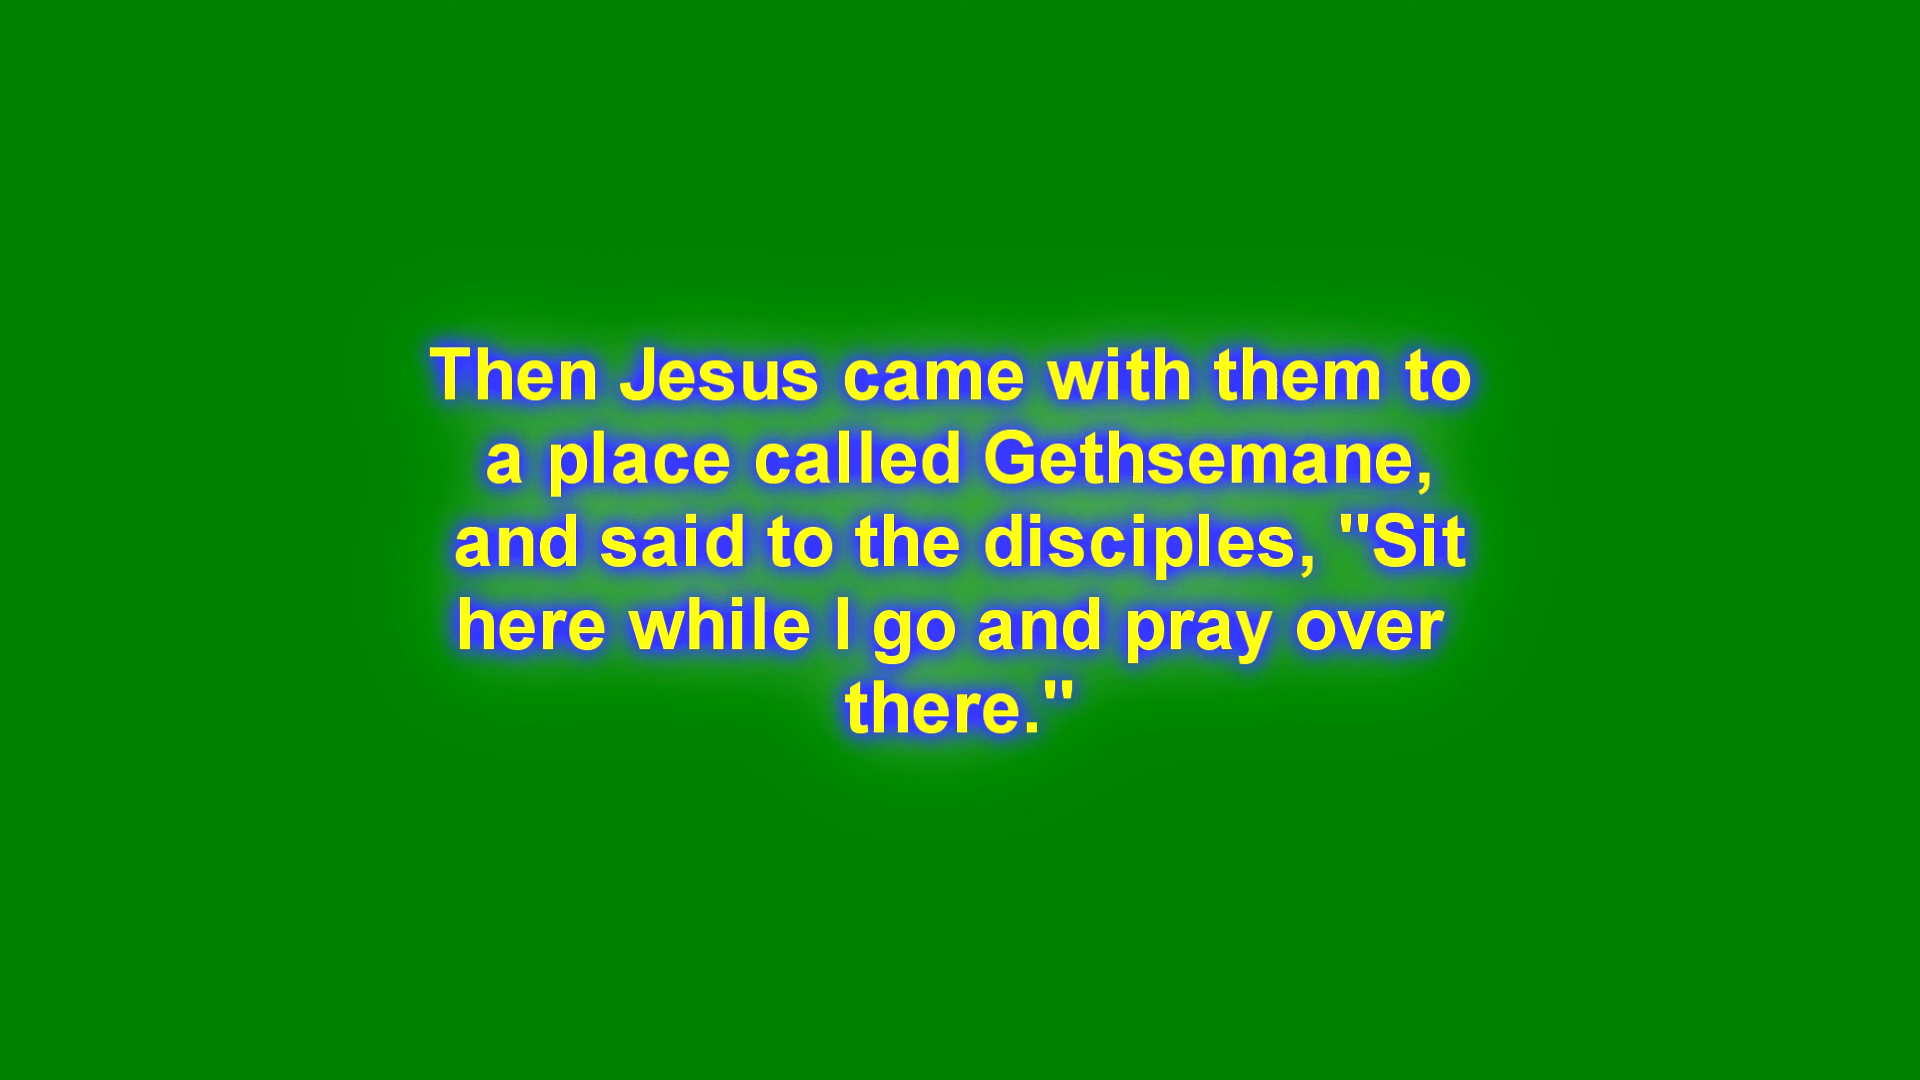 Then Jesus came with them to
a place called Gethsemane,
and said to the disciples, "Sit
here while I go and pray over
there."